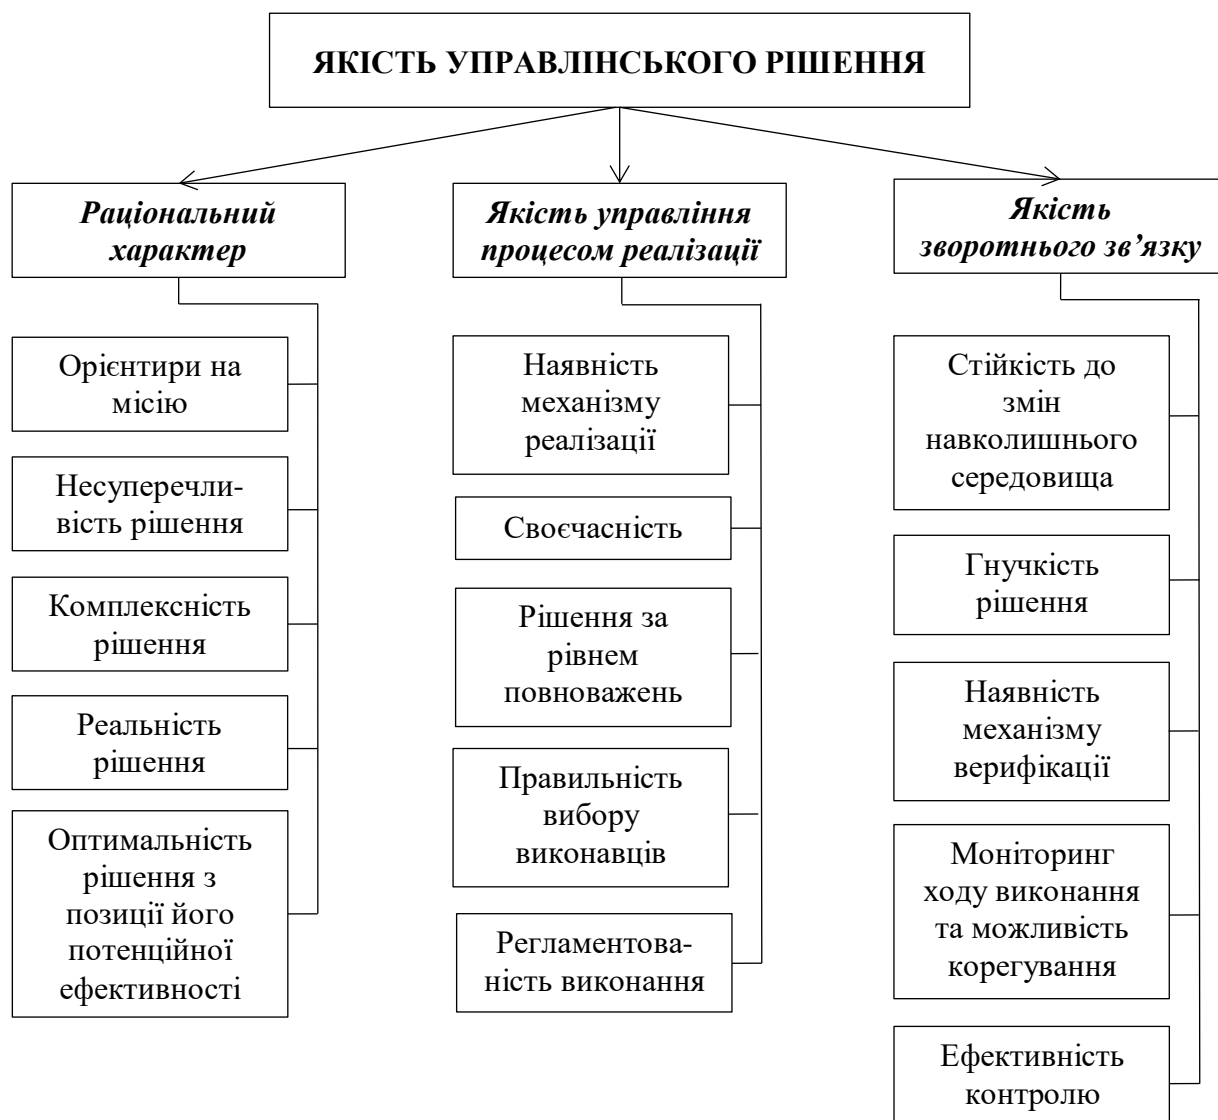 ЯКІСТЬ УПРАВЛІНСЬКОГО РІШЕННЯ
Раціональний
характер
Орієнтири на
місію
Несуперечли-
вість рішення
Комплексність
рішення
Реальність
рішення
Оптимальність
рішення з
позиції його
потенційної
ефективності
Якість управління
процесом реалізації
Наявність
механізму
реалізації
Своєчасність
Рішення за
рівнем
повноважень
Правильність
вибору
виконавців
Регламентова-
ність виконання
Якість
зворотнього зв’язку
Стійкість до
змін
навколишнього
середовища
Гнучкість
рішення
Наявність
механізму
верифікації
Моніторинг
ходу виконання
та можливість
корегування
Ефективність
контролю